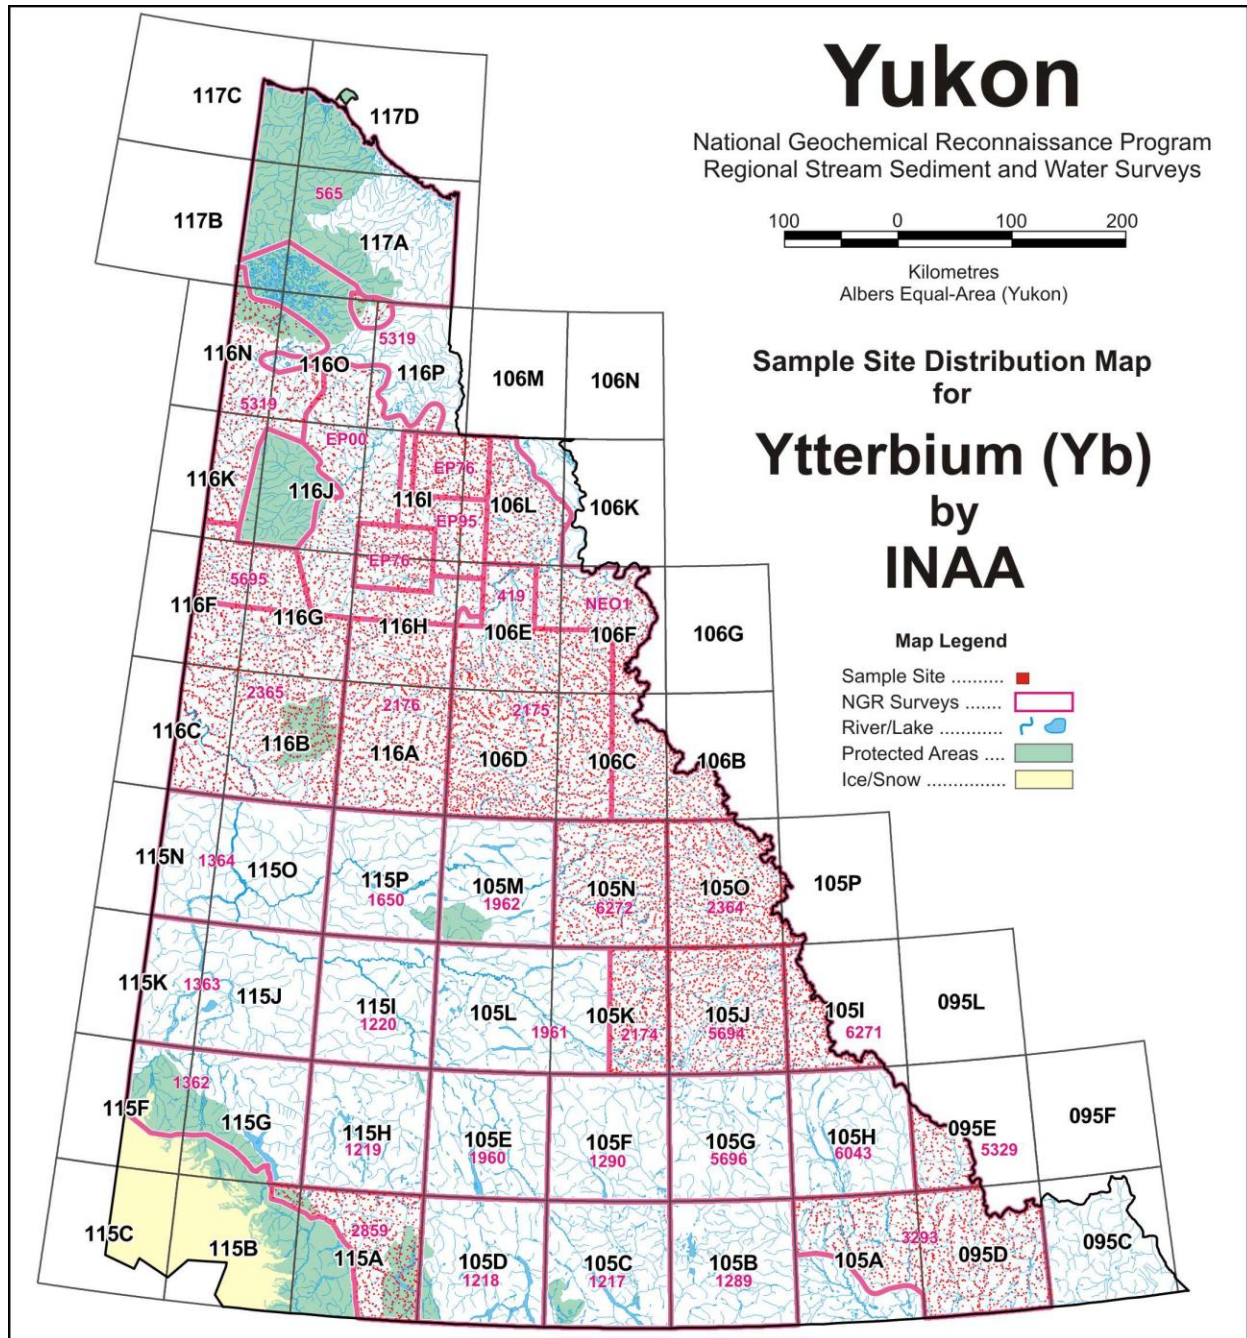 Yukon
National Geochemical Reconnaissance Program
Regional Stream Sediment and Water Surveys
100 0 100 200
Kilometres
Albers Equal-Area (Yukon)
Sample Site Distribution Map
for
Ytterbium (Yb)
by
INAA
Map Legend
Sample Site ..........
NGR Surveys .......
River/Lake ............
Protected Areas ....
Ice/Snow ...............
117C
117D
565
117B
117A
5319
116N
116O
116P
106M
106N
5319
EP00
EP76
116K
116J
116I
106L
106K
EP95
EP76
5695
419
NEO1
116F
116G
116H
106E
106F
106G
2365
2176
2175
116C
116B
116A
106D
106C
106B
115N
1364
115O
115P
1650
105M
1962
105N
6272
105O
2364
105P
115K
1363
115J
115I
1220
105L
1961
105K
2174
105J
5694
105I
6271
095L
1362
115F
115G
115H
1219
105E
1960
105F
1290
105G
5696
105H
6043
095E
5329
095F
115C
115B
2859
115A
105D
1218
105C
1217
105B
1289
105A
3293
095D
095C